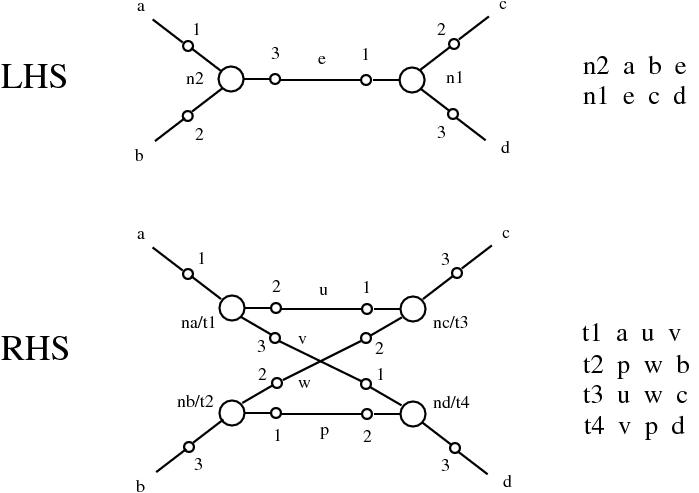 a
c
1
2
3
e
1
LHS
n2
n1
n2 a b e
n1 e c d
2
3
b
d
a
c
1
3
2
u
1
na/t1
nc/t3
t1 a u v
3
v
2
RHS
t2 p w b
2
w
1
nb/t2
nd/t4
t3 u w c
1
p
2
t4 v p d
3
3
b
d